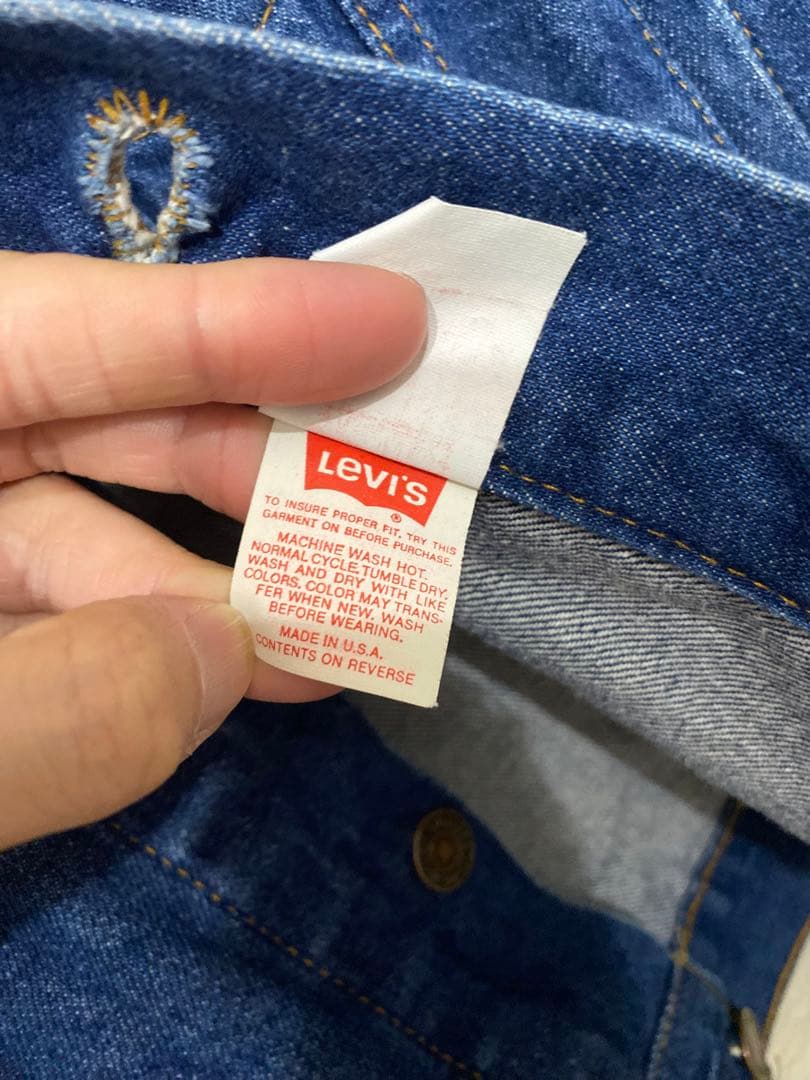 Levi's
®
TO INSURE PROPER FIT, TRY THIS
GARMENT ON BEFORE PURCHASE.
MACHINE WASH HOT.
NORMAL CYCLE.TUMBLE DRY.
WASH AND DRY WITH LIKE
COLORS. COLOR MAY TRANS-
FER WHEN NEW. WASH
BEFORE WEARING.
MADE IN U.S.A.
CONTENTS ON REVERSE